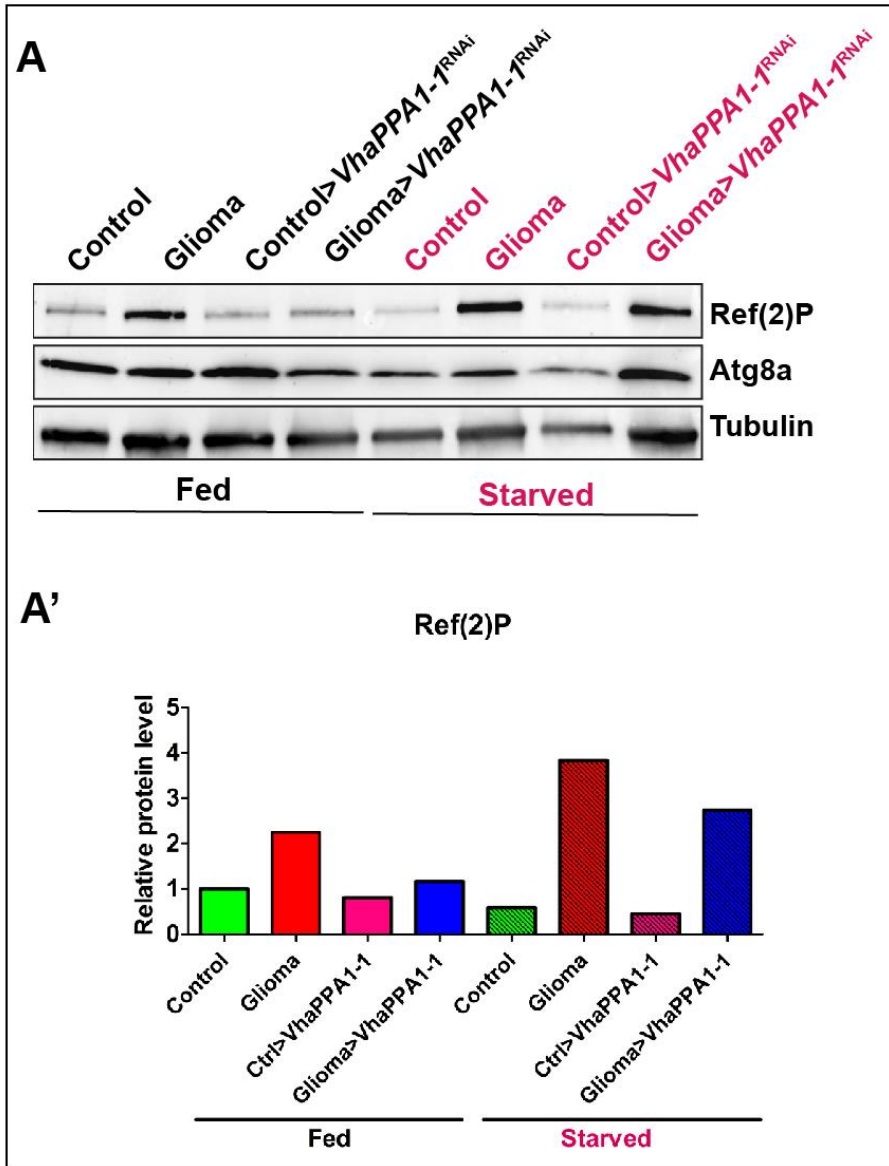 A
Control
Glioma
Control>VhaPPA1-1RNAi
Glioma>VhaPPA1-1RNAi
Control
Glioma
Control>VhaPPA1-1RNAi
Glioma>VhaPPA1-1RNAi
Ref(2)P
Atg8a
Tubulin
Fed
Starved
A'
Ref(2)P
Relative protein level
5
4
3
2
1
0
Control
Glioma
Ctrl>VhaPPA1-1
Glioma>VhaPPA1-1
Control
Glioma
Ctrl>VhaPPA1-1
Glioma>VhaPPA1-1
Fed
Starved